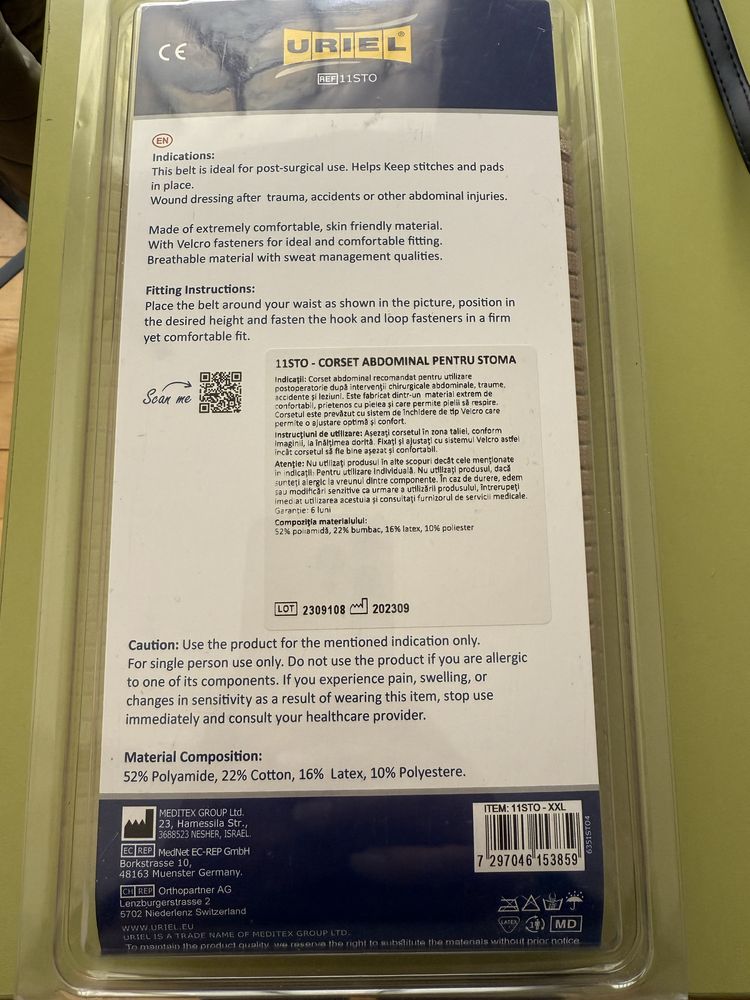 CE
URIEL®
REF 11STO
EN
Indications:
This belt is ideal for post-surgical use. Helps Keep stitches and pads
in place.
Wound dressing after trauma, accidents or other abdominal injuries.
Made of extremely comfortable, skin friendly material.
With Velcro fasteners for ideal and comfortable fitting.
Breathable material with sweat management qualities.
Fitting Instructions:
Place the belt around your waist as shown in the picture, position in
the desired height and fasten the hook and loop fasteners in a firm
yet comfortable fit.
Scan me
11STO - CORSET ABDOMINAL PENTRU STOMA
Indicații: Corset abdominal recomandat pentru utilizare
postoperatorie după intervenții chirurgicale abdominale, traume,
accidente și leziuni. Este fabricat dintr-un material extrem de
confortabil, prietenos cu pielea și care permite pielii să respire.
Corsetul este prevăzut cu sistem de închidere de tip Velcro care
permite o ajustare optimă și confort.
Instrucțiuni de utilizare: Așezați corsetul în zona taliei, conform
imaginii, la înălțimea dorită. Fixați și ajustați cu sistemul Velcro astfel
încât corsetul să fie bine așezat și confortabil.
Atenție: Nu utilizați produsul în alte scopuri decât cele menționate
in indicații. Pentru utilizare individuală. Nu utilizați produsul, dacă
sunteți alergic la vreunul dintre componente. În caz de durere, edem
sau modificări senzitive ca urmare a utilizării produsului, întrerupeți
imediat utilizarea acestuia și consultați furnizorul de servicii medicale.
Garanție: 6 luni
Compoziția materialului:
52% poliamidă, 22% bumbac, 16% latex, 10% poliester
LOT 2309108 202309
Caution: Use the product for the mentioned indication only.
For single person use only. Do not use the product if you are allergic
to one of its components. If you experience pain, swelling, or
changes in sensitivity as a result of wearing this item, stop use
immediately and consult your healthcare provider.
Material Composition:
52% Polyamide, 22% Cotton, 16% Latex, 10% Polyestere.
MEDITEX GROUP Ltd.
23, Hamessila Str.,
3688523 NESHER, ISRAEL.
EC REP MedNet EC-REP GmbH
Borkstrasse 10,
48163 Muenster Germany.
CH REP Orthopartner AG
Lenzburgerstrasse 2
5702 Niederlenz Switzerland
WWW.URIEL.EU
URIEL IS A TRADE NAME OF MEDITEX GROUP LTD.
To maintain the product quality we reserve the right to substitute the materials without prior notice
ITEM: 11STO - XXL
7 297046 153859
6351STO4
LATEX
1
MD